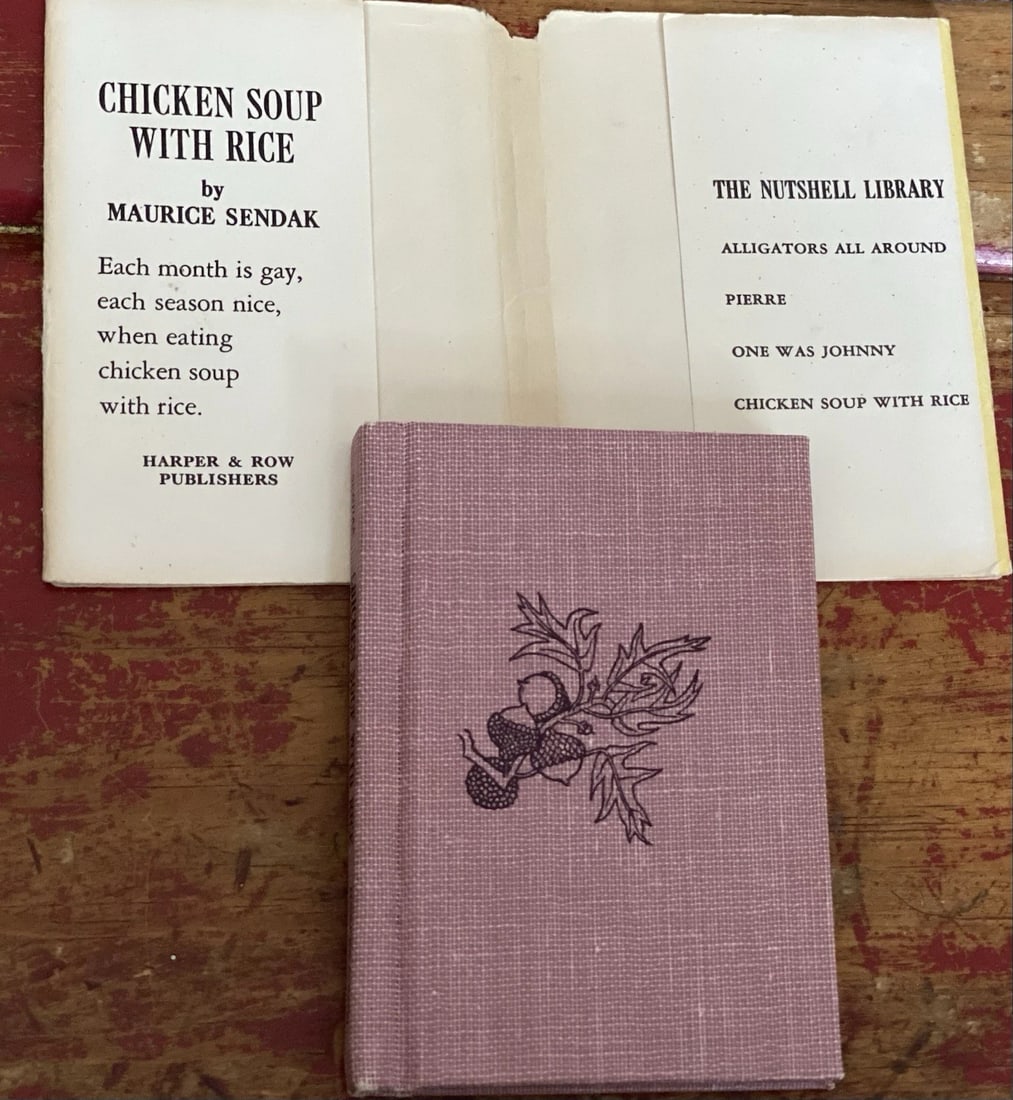 CHICKEN SOUP
WITH RICE
by
MAURICE SENDAK
Each month is gay,
each season nice,
when eating
chicken soup
with rice.
HARPER & ROW
PUBLISHERS
THE NUTSHELL LIBRARY
ALLIGATORS ALL AROUND
PIERRE
ONE WAS JOHNNY
CHICKEN SOUP WITH RICE